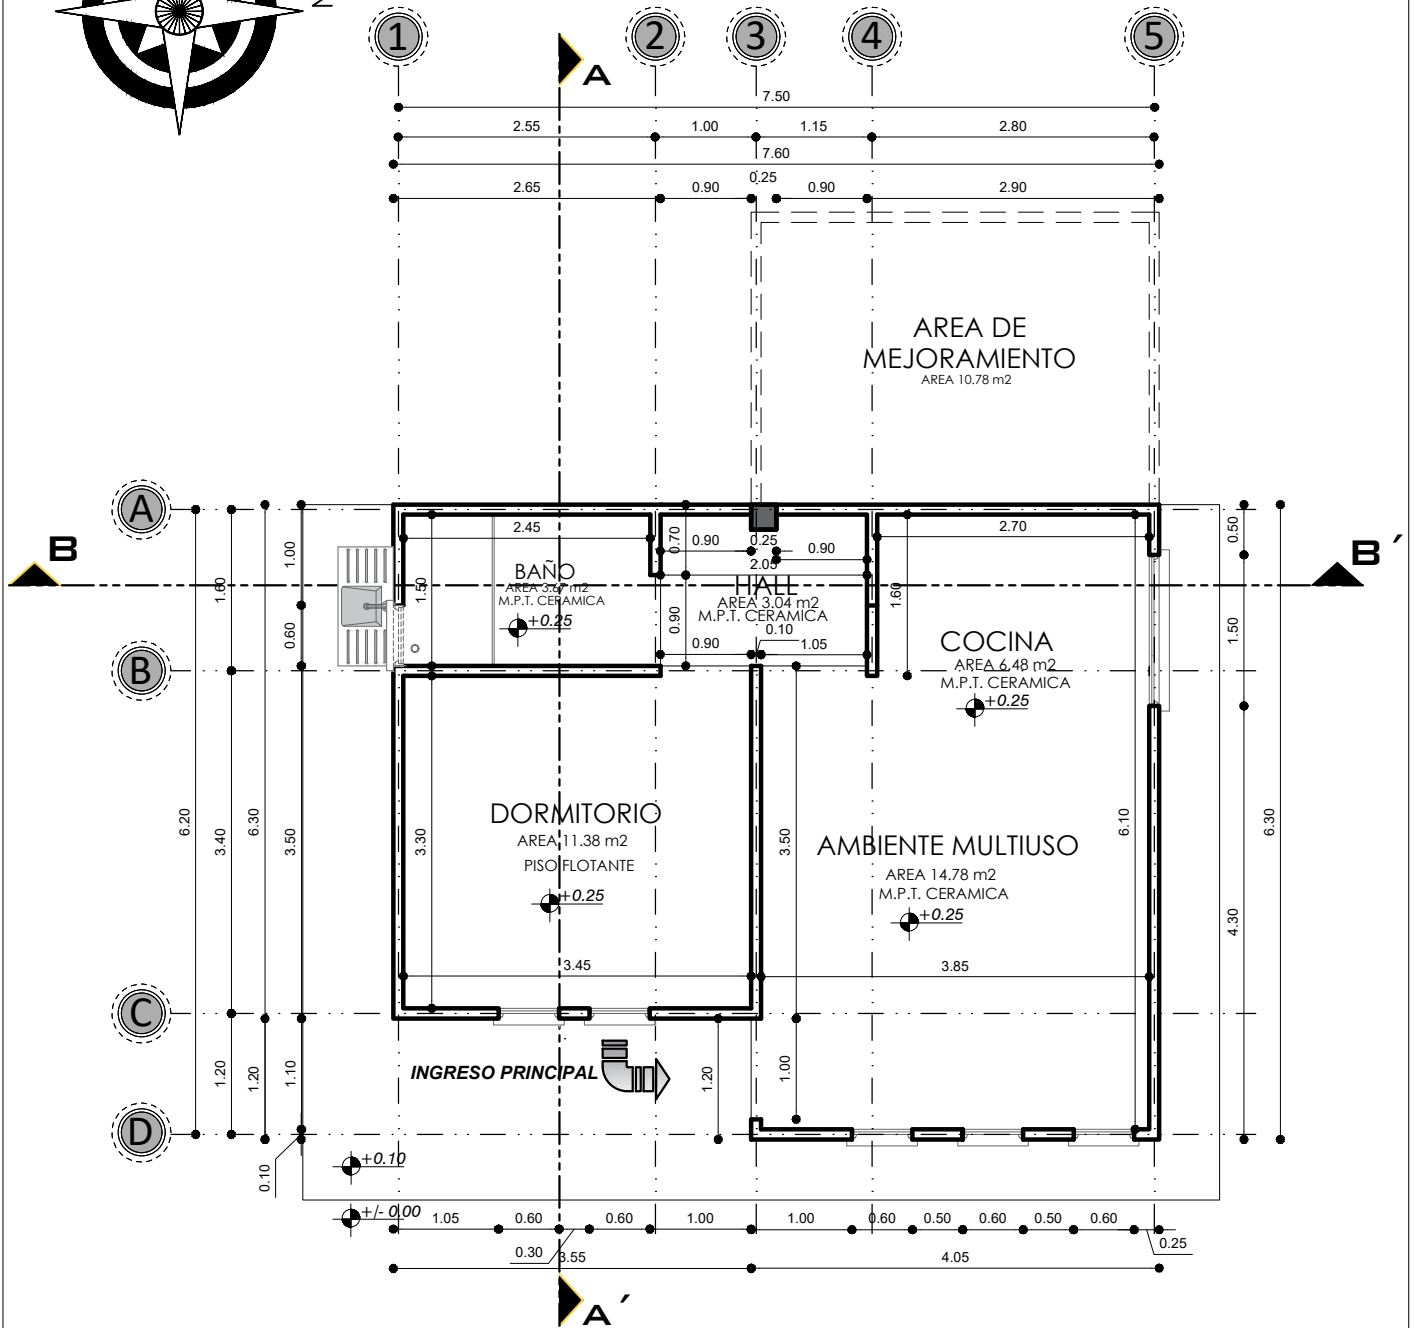 N
1
2
3
4
5
A
7.50
2.55
1.00
1.15
2.80
7.60
0.25
2.65
0.90
0.90
2.90
AREA DE
MEJORAMIENTO
AREA 10.78 m2
A
B
B´
2.45
0.70
0.90
0.25
0.90
2.70
0.50
1.00
1.60
0.60
1.50
BAÑO
AREA 3.67 m2
M.P.T. CERAMICA
+0.25
2.05
HALL
AREA 3.04 m2
M.P.T. CERAMICA
0.90
0.90
0.10
1.05
1.60
COCINA
AREA 6.48 m2
M.P.T. CERAMICA
+0.25
1.50
B
DORMITORIO
AREA 11.38 m2
PISO FLOTANTE
+0.25
6.20
3.40
6.30
3.50
3.30
3.50
AMBIENTE MULTIUSO
AREA 14.78 m2
M.P.T. CERAMICA
+0.25
6.10
6.30
4.30
3.45
3.85
C
INGRESO PRINCIPAL
1.20
1.20
1.10
1.20
1.00
D
0.10
+0.10
+/- 0.00
1.05
0.60
0.60
1.00
1.00
0.60
0.50
0.60
0.50
0.60
0.30
3.55
4.05
0.25
A´